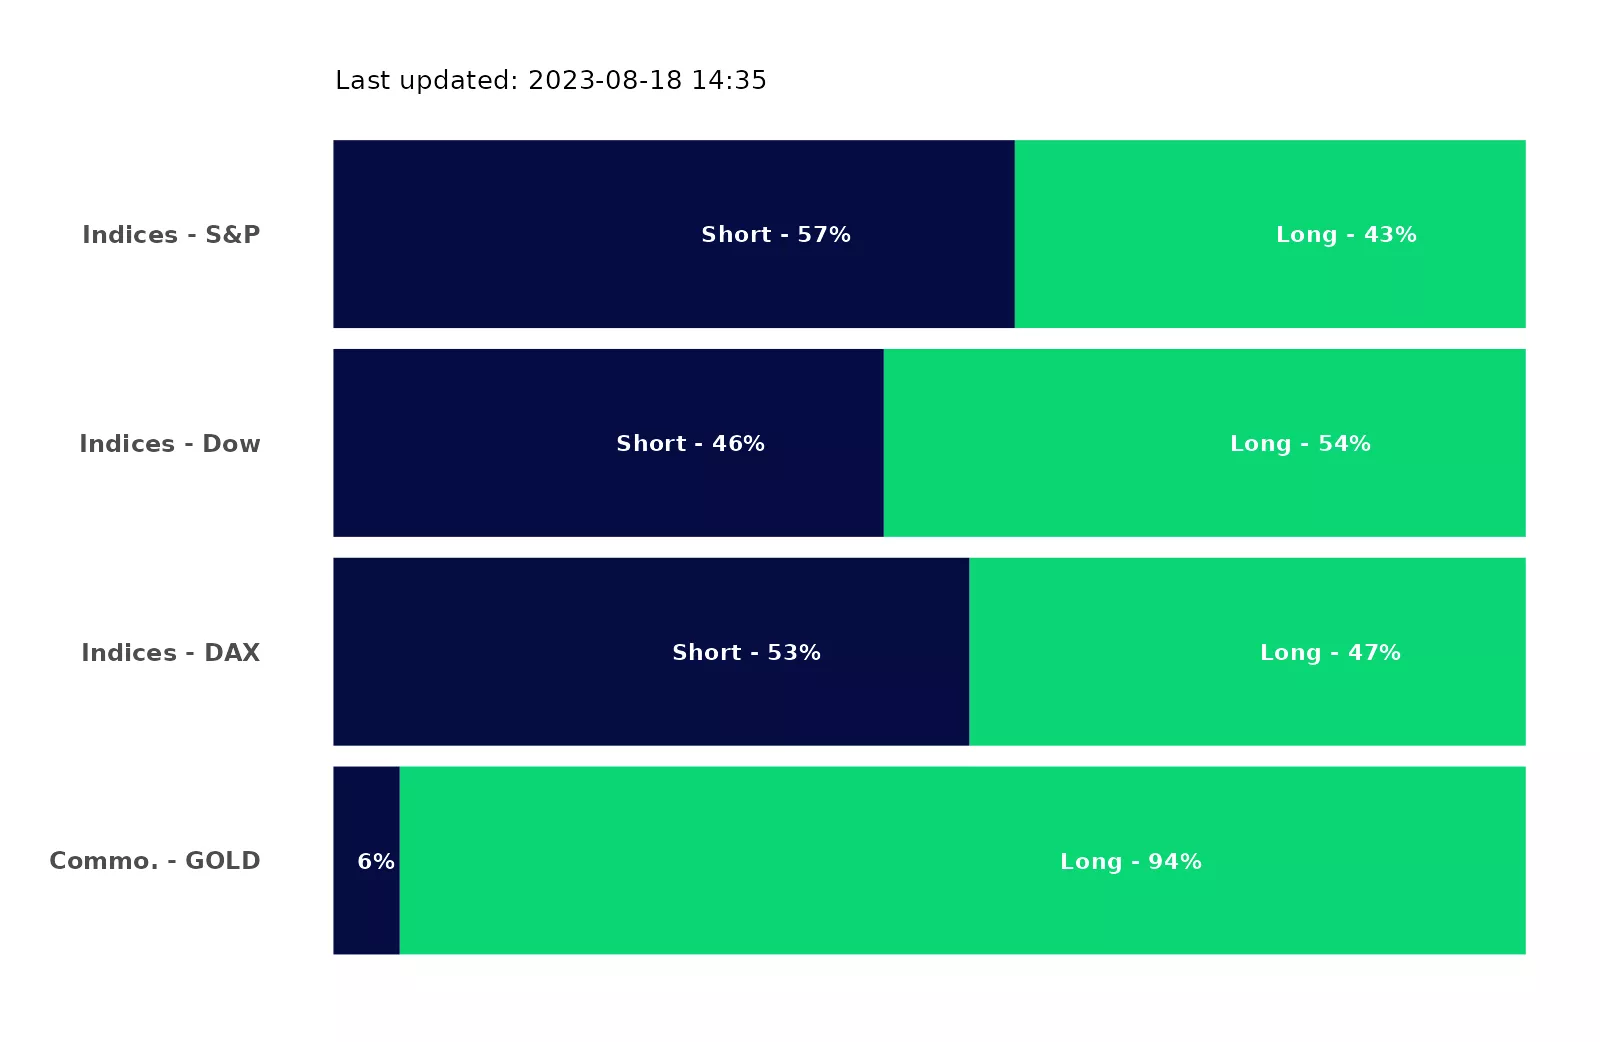 Last updated: 2023-08-18 14:35
Indices - S&P Short - 57% Long - 43%
Indices - Dow Short - 46% Long - 54%
Indices - DAX Short - 53% Long - 47%
Commo. - GOLD 6% Long - 94%